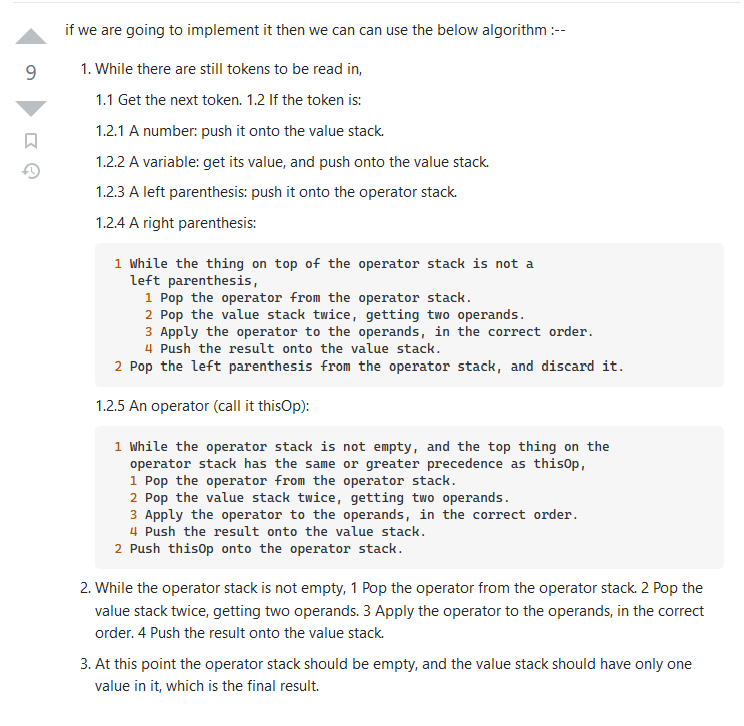 if we are going to implement it then we can can use the below algorithm :--
9
1. While there are still tokens to be read in,
1.1 Get the next token. 1.2 If the token is:
1.2.1 A number: push it onto the value stack.
1.2.2 A variable: get its value, and push onto the value stack.
1.2.3 A left parenthesis: push it onto the operator stack.
1.2.4 A right parenthesis:
1 While the thing on top of the operator stack is not a
left parenthesis,
1 Pop the operator from the operator stack.
2 Pop the value stack twice, getting two operands.
3 Apply the operator to the operands, in the correct order.
4 Push the result onto the value stack.
2 Pop the left parenthesis from the operator stack, and discard it.
1.2.5 An operator (call it thisOp):
1 While the operator stack is not empty, and the top thing on the
operator stack has the same or greater precedence as thisOp,
1 Pop the operator from the operator stack.
2 Pop the value stack twice, getting two operands.
3 Apply the operator to the operands, in the correct order.
4 Push the result onto the value stack.
2 Push thisOp onto the operator stack.
2. While the operator stack is not empty, 1 Pop the operator from the operator stack. 2 Pop the
value stack twice, getting two operands. 3 Apply the operator to the operands, in the correct
order. 4 Push the result onto the value stack.
3. At this point the operator stack should be empty, and the value stack should have only one
value in it, which is the final result.